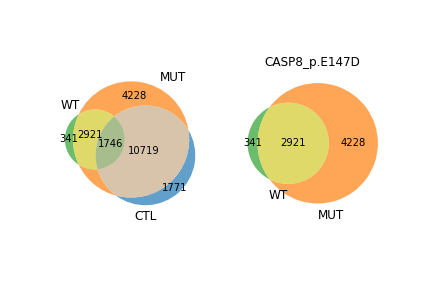 CASP8_p.E147D
MUT
4228
WT
341
2921
1746
10719
1771
CTL
341
2921
4228
WT
MUT